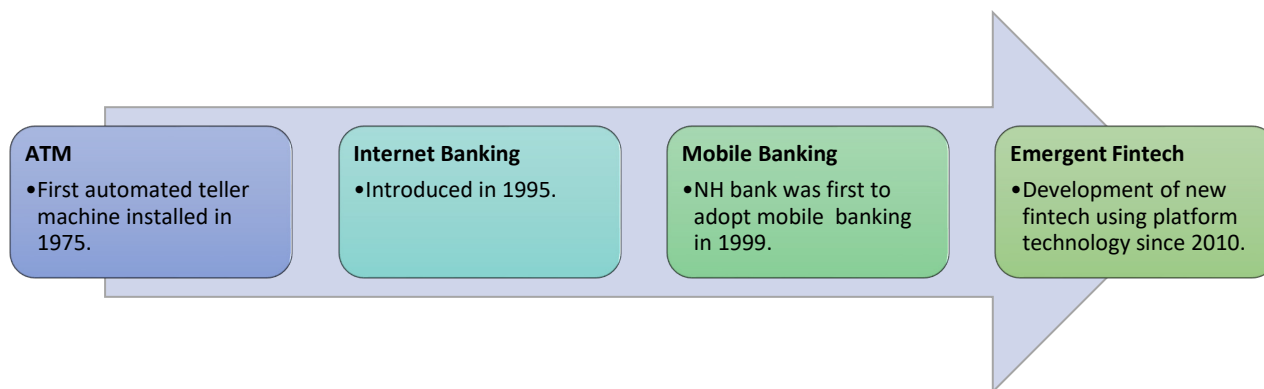 ATM
•First automated teller
machine installed in
1975.
Internet Banking
•Introduced in 1995.
Mobile Banking
•NH bank was first to
adopt mobile  banking
in 1999.
Emergent Fintech
•Development of new
fintech using platform
technology since 2010.